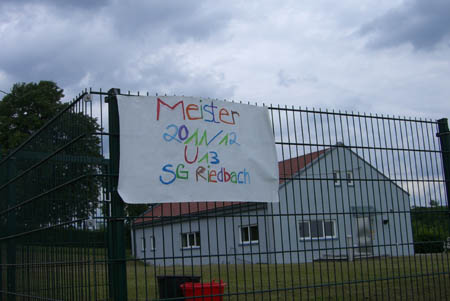 Meister
2011/12
U13
SG Riedbach